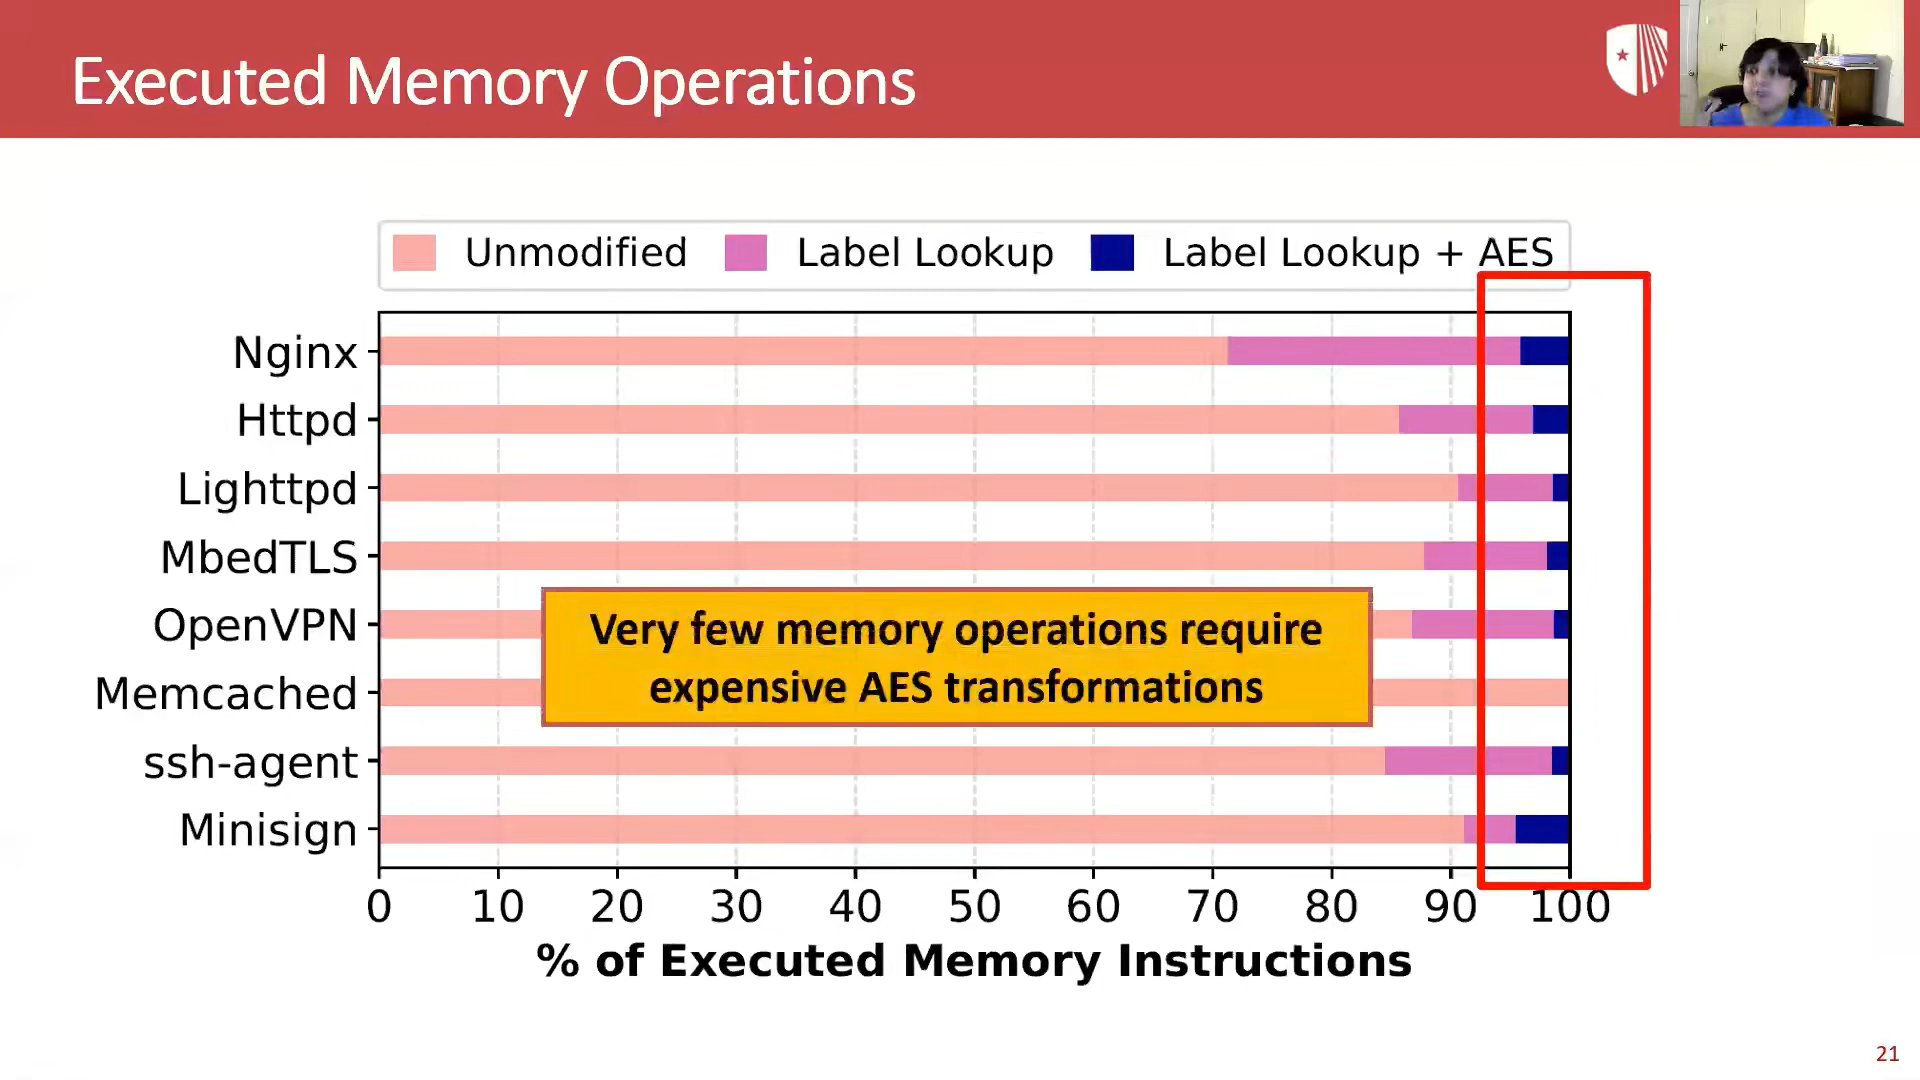 Executed Memory Operations
Unmodified Label Lookup Label Lookup + AES
Nginx
Httpd
Lighttpd
MbedTLS
OpenVPN
Memcached
ssh-agent
Minisign
Very few memory operations require
expensive AES transformations
0 10 20 30 40 50 60 70 80 90 100
% of Executed Memory Instructions
21